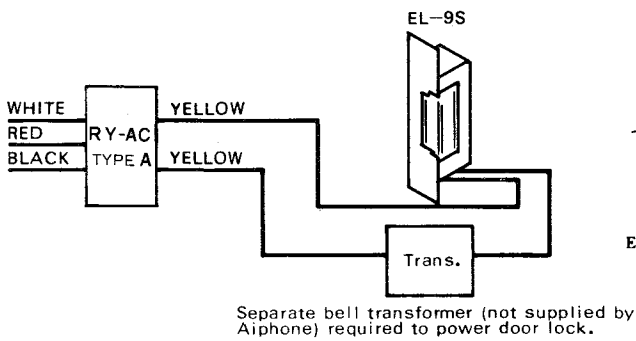 EL-9S
WHITE
YELLOW
RED
RY-AC
BLACK
TYPE A
YELLOW
Trans.
E
Separate bell transformer (not supplied by
Aiphone) required to power door lock.